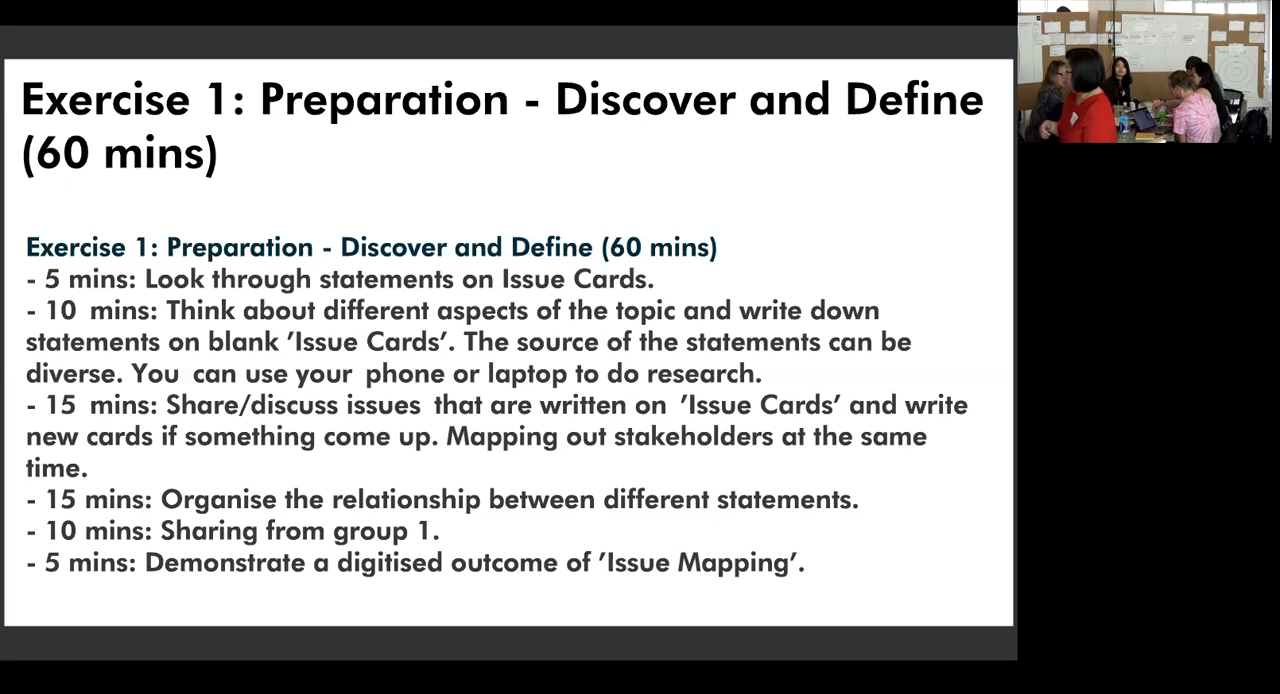 Exercise 1: Preparation - Discover and Define
(60 mins)
Exercise 1: Preparation - Discover and Define (60 mins)
- 5 mins: Look through statements on Issue Cards.
- 10 mins: Think about different aspects of the topic and write down
statements on blank ’Issue Cards’. The source of the statements can be
diverse. You can use your phone or laptop to do research.
- 15 mins: Share/discuss issues that are written on ’Issue Cards’ and write
new cards if something come up. Mapping out stakeholders at the same
time.
- 15 mins: Organise the relationship between different statements.
- 10 mins: Sharing from group 1.
- 5 mins: Demonstrate a digitised outcome of ’Issue Mapping’.